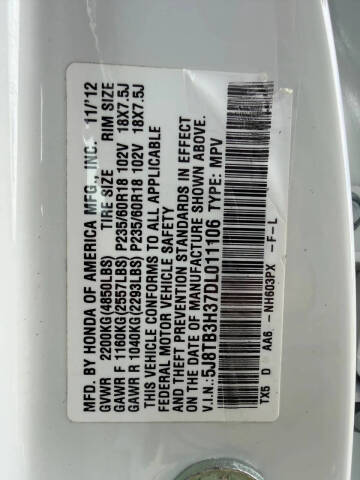 MFD. BY HONDA OF AMERICA MFG., INC. 11/'12
GVWR 2200KG(4850LBS) TIRE SIZE RIM SIZE
GAWR F 1160KG(2557LBS) P235/60R18 102V 18X7.5J
GAWR R 1040KG(2293LBS) P235/60R18 102V 18X7.5J
THIS VEHICLE CONFORMS TO ALL APPLICABLE
FEDERAL MOTOR VEHICLE SAFETY
PREVENTION STANDARDS IN EFFECT
ON THE DATE OF MANUFACTURE SHOWN ABOVE.
V.I.N.: 5J8TB3H37DL011106 TYPE: MPV
TX5 D AA6 -NH603PX -F-L